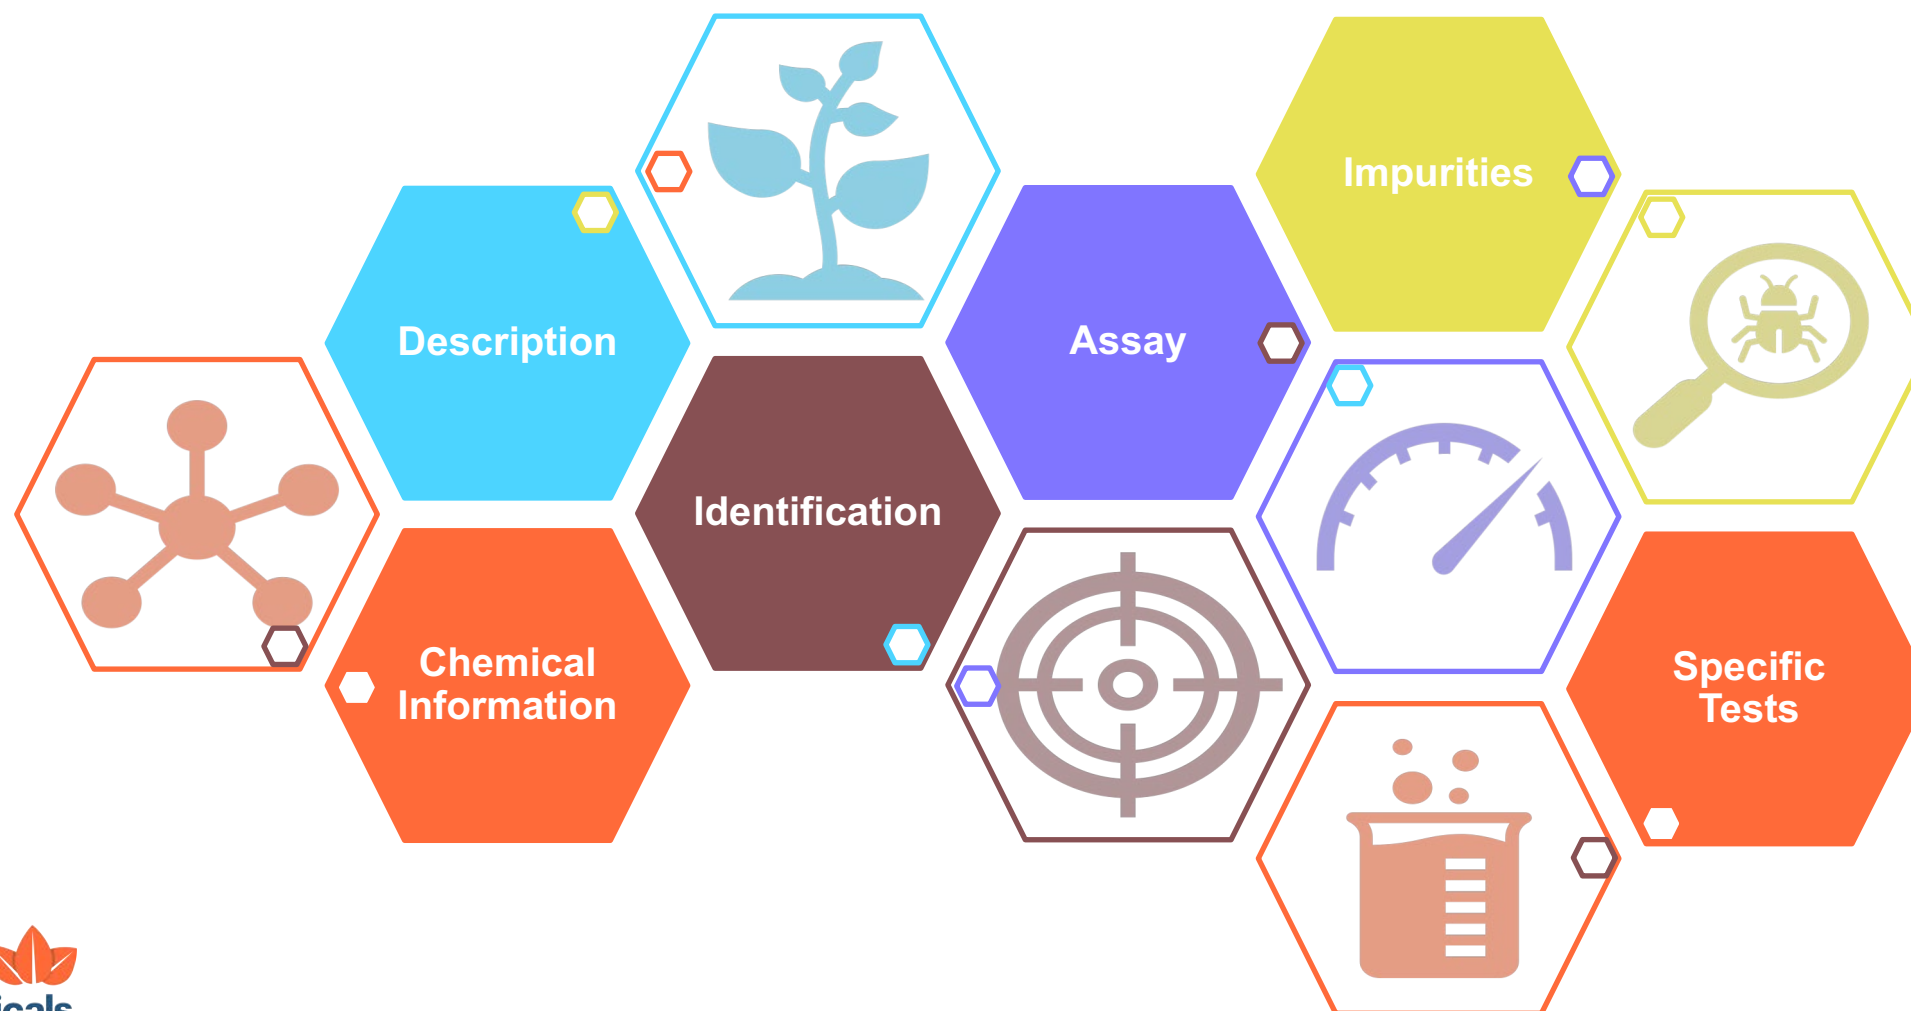 Impurities
Description
Assay
Identification
Chemical
Information
Specific
Tests